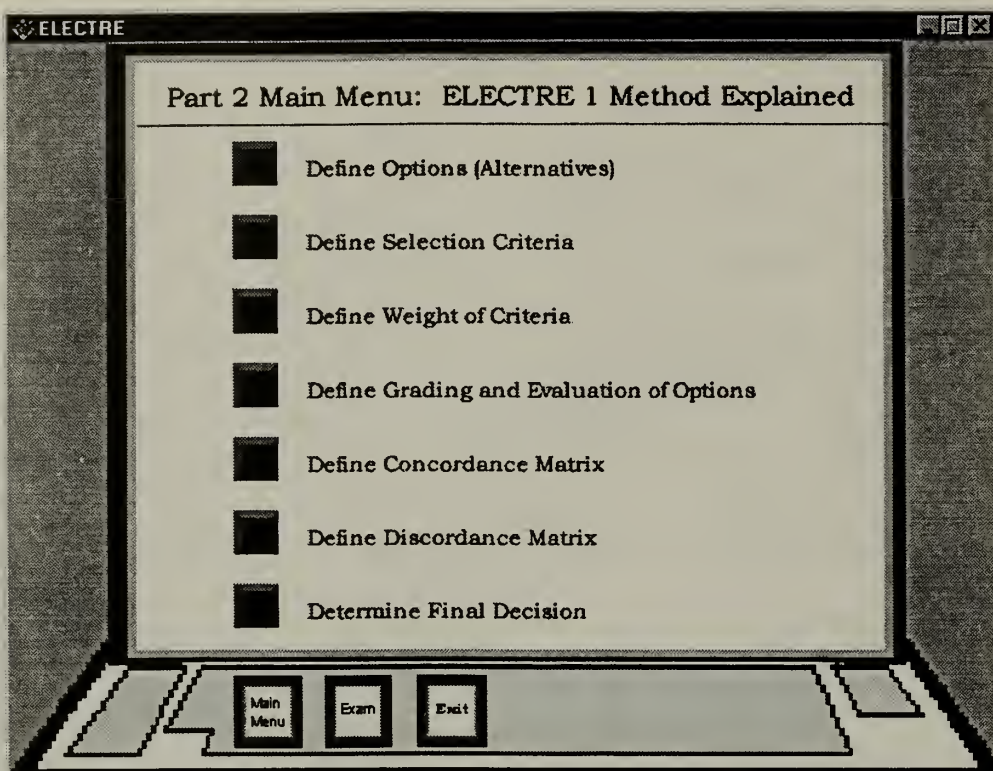 ELECTRE
Part 2 Main Menu: ELECTRE 1 Method Explained
Define Options (Alternatives)
Define Selection Criteria
Define Weight of Criteria
Define Grading and Evaluation of Options
Define Concordance Matrix
Define Discordance Matrix
Determine Final Decision
Main
Menu
Exam
Exit